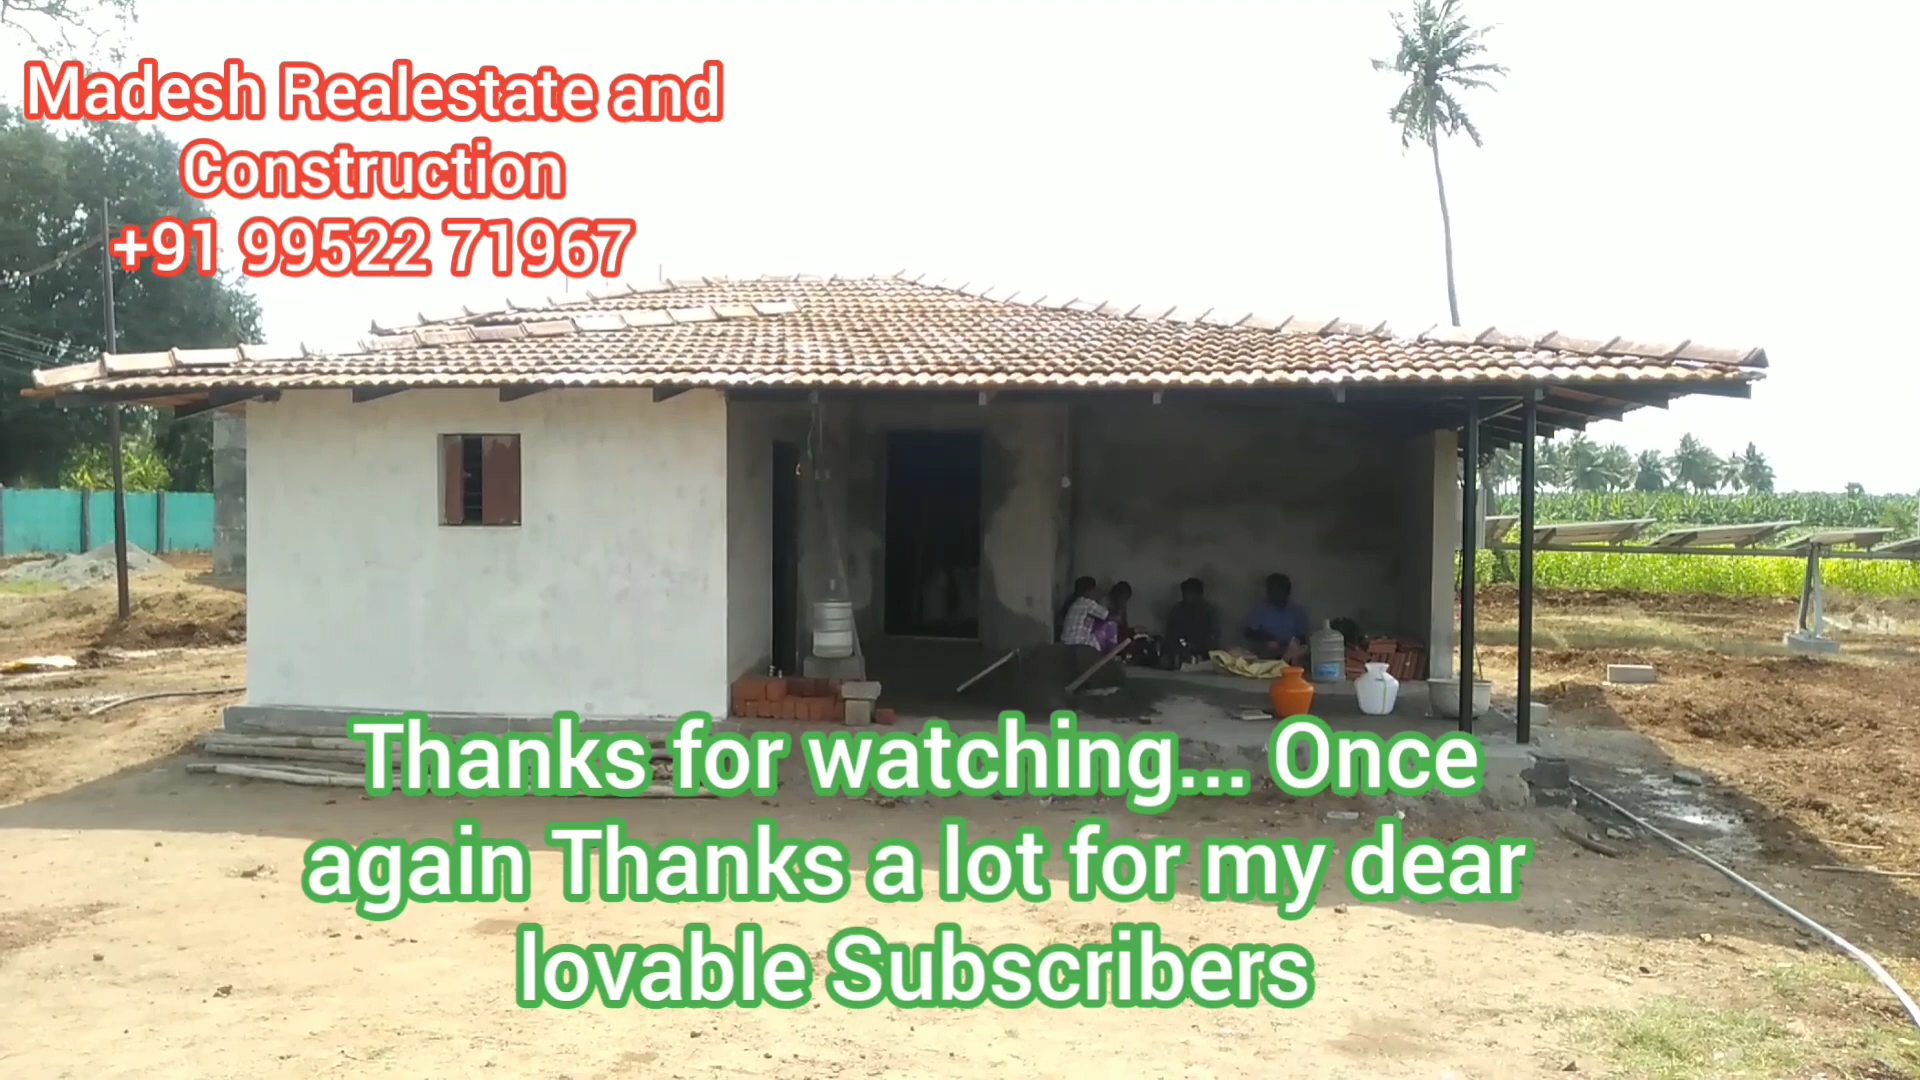 Madesh Realestate and
Construction
+91 99522 71967
Thanks for watching... Once
again Thanks a lot for my dear
lovable Subscribers